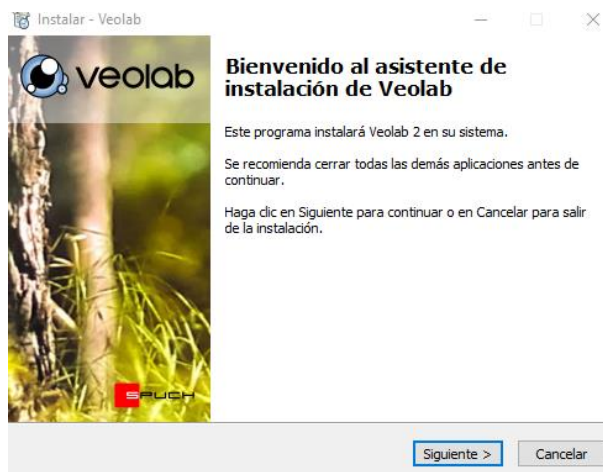 Instalar - Veolab
veolab
Bienvenido al asistente de
instalación de Veolab
Este programa instalará Veolab 2 en su sistema.
Se recomienda cerrar todas las demás aplicaciones antes de
continuar.
Haga clic en Siguiente para continuar o en Cancelar para salir
de la instalación.
SPUCH
Siguiente >
Cancelar